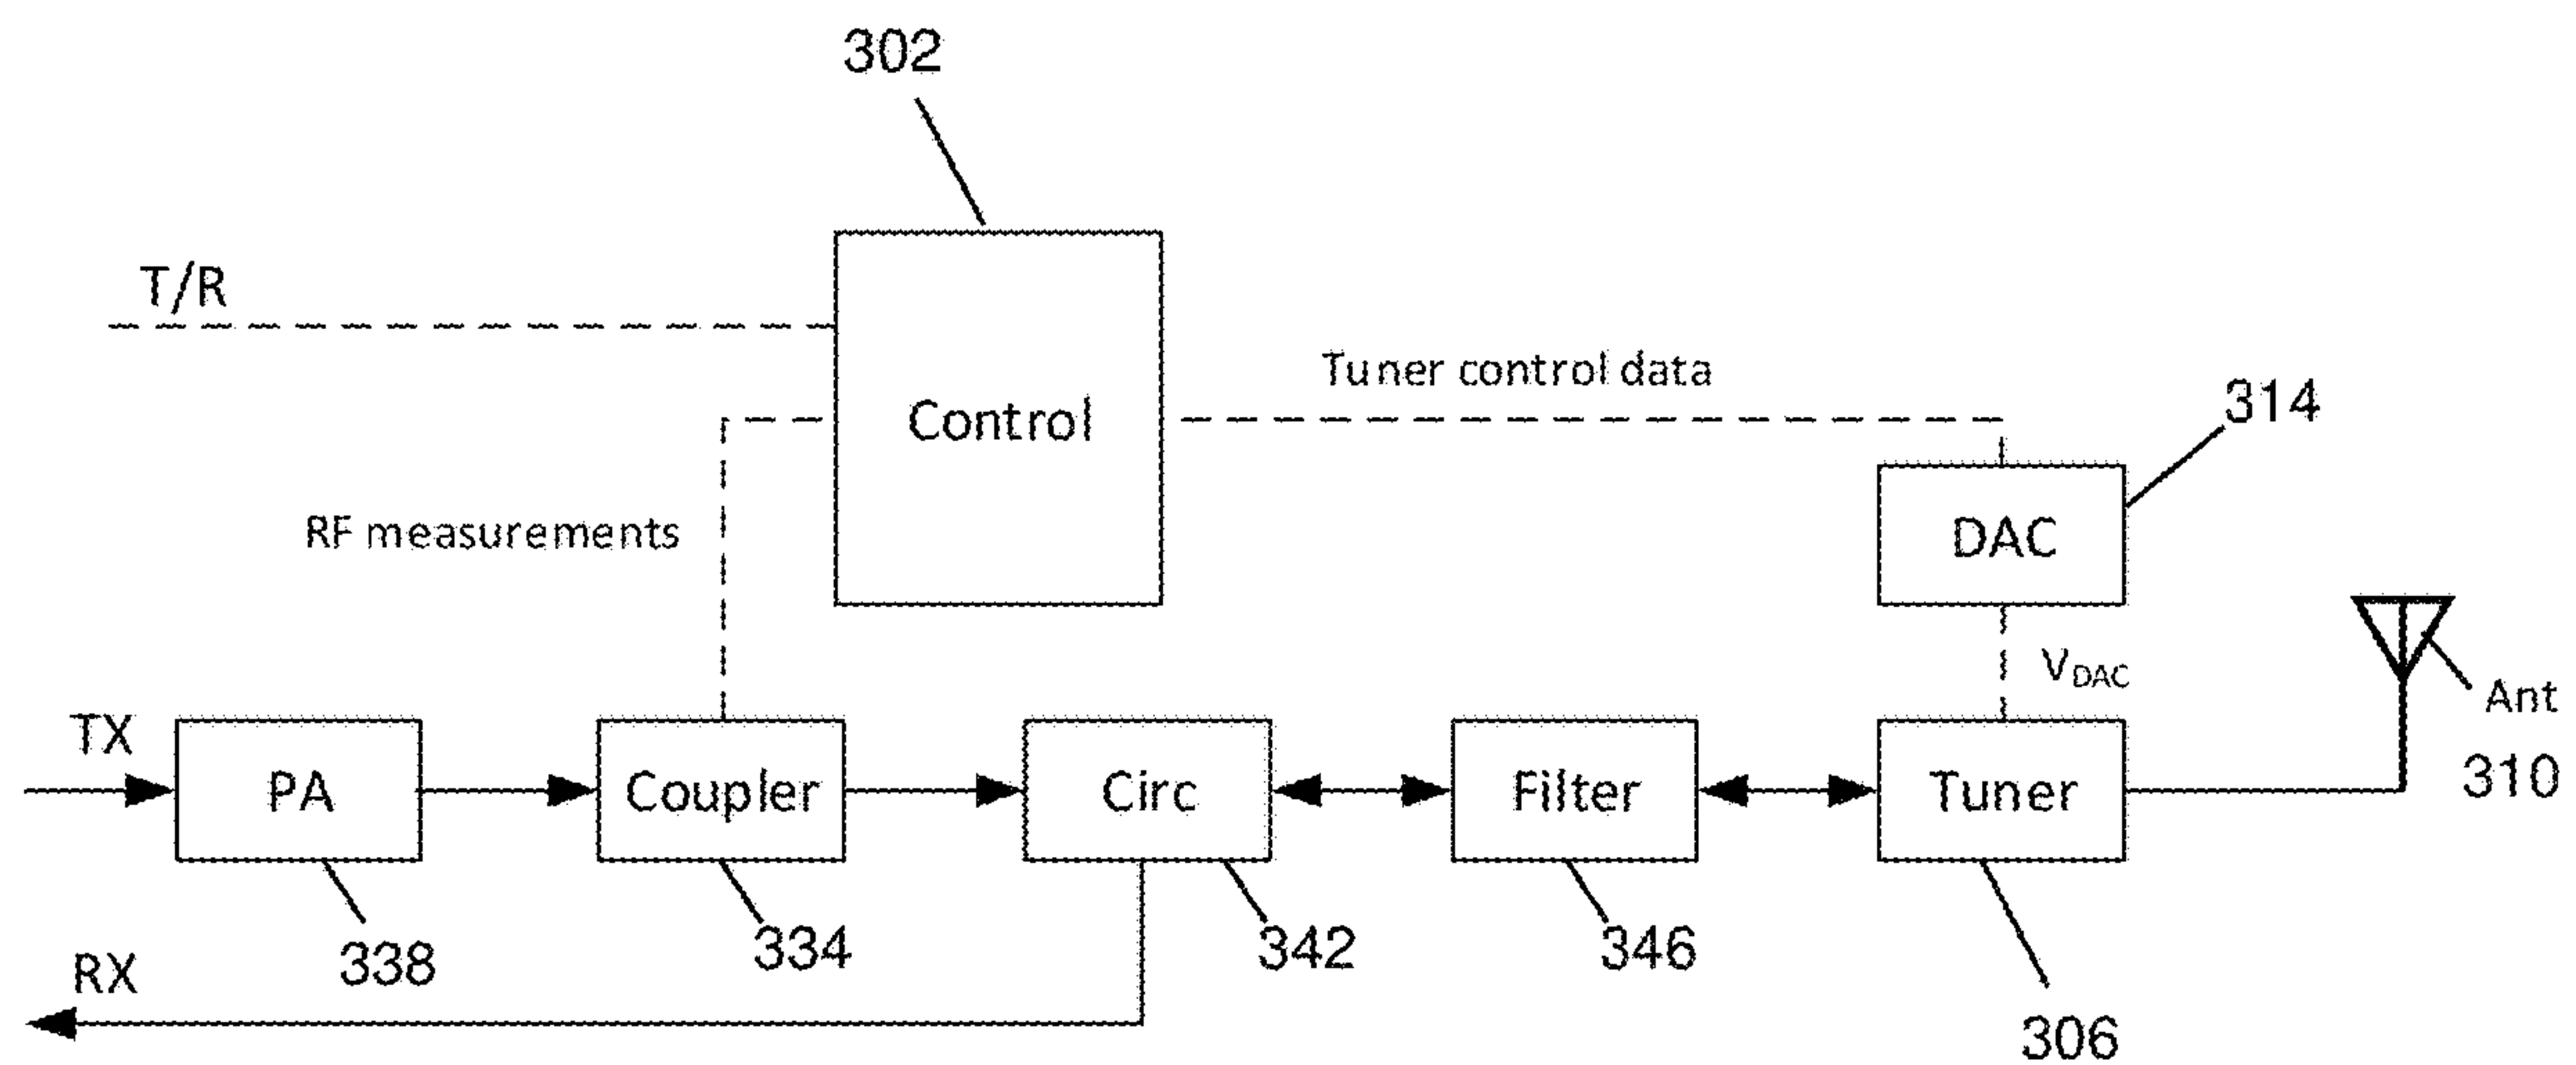 302
T/R
Tuner control data
314
Control
RF measurements
DAC
V_DAC
Ant
310
TX
PA
Coupler
Circ
Filter
Tuner
338
334
342
346
RX
306